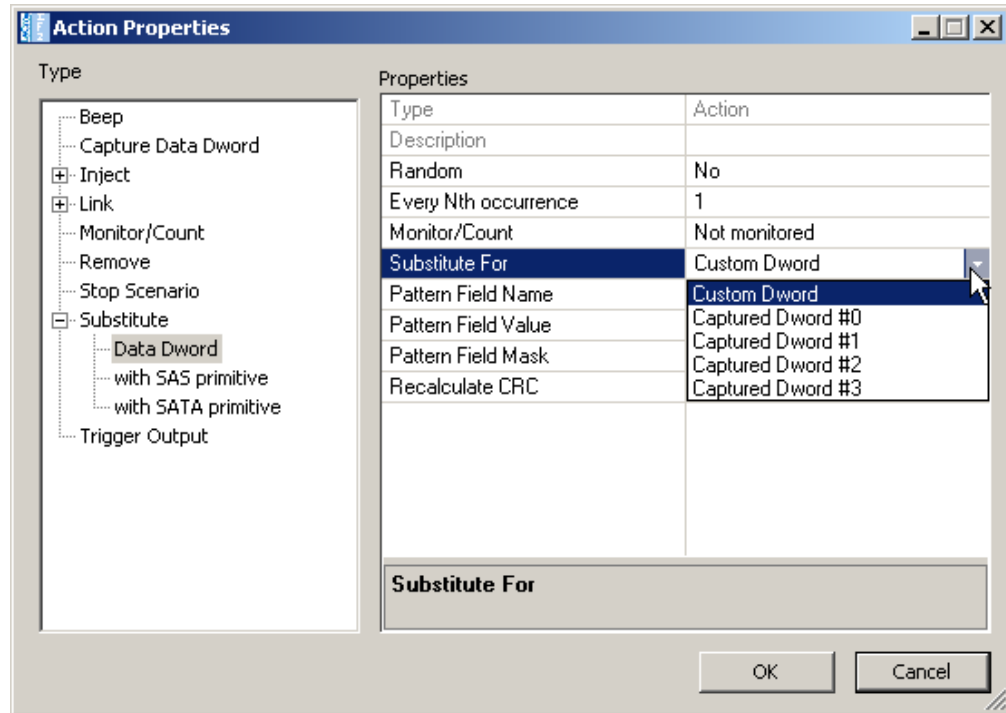 Action Properties
Type
Beep
Capture Data Dword
Inject
Link
Monitor/Count
Remove
Stop Scenario
Substitute
Data Dword
with SAS primitive
with SATA primitive
Trigger Output
Properties
Type Action
Description
Random No
Every Nth occurrence 1
Monitor/Count Not monitored
Substitute For Custom Dword
Pattern Field Name
Pattern Field Value
Pattern Field Mask
Recalculate CRC
Custom Dword
Captured Dword #0
Captured Dword #1
Captured Dword #2
Captured Dword #3
Substitute For
OK Cancel